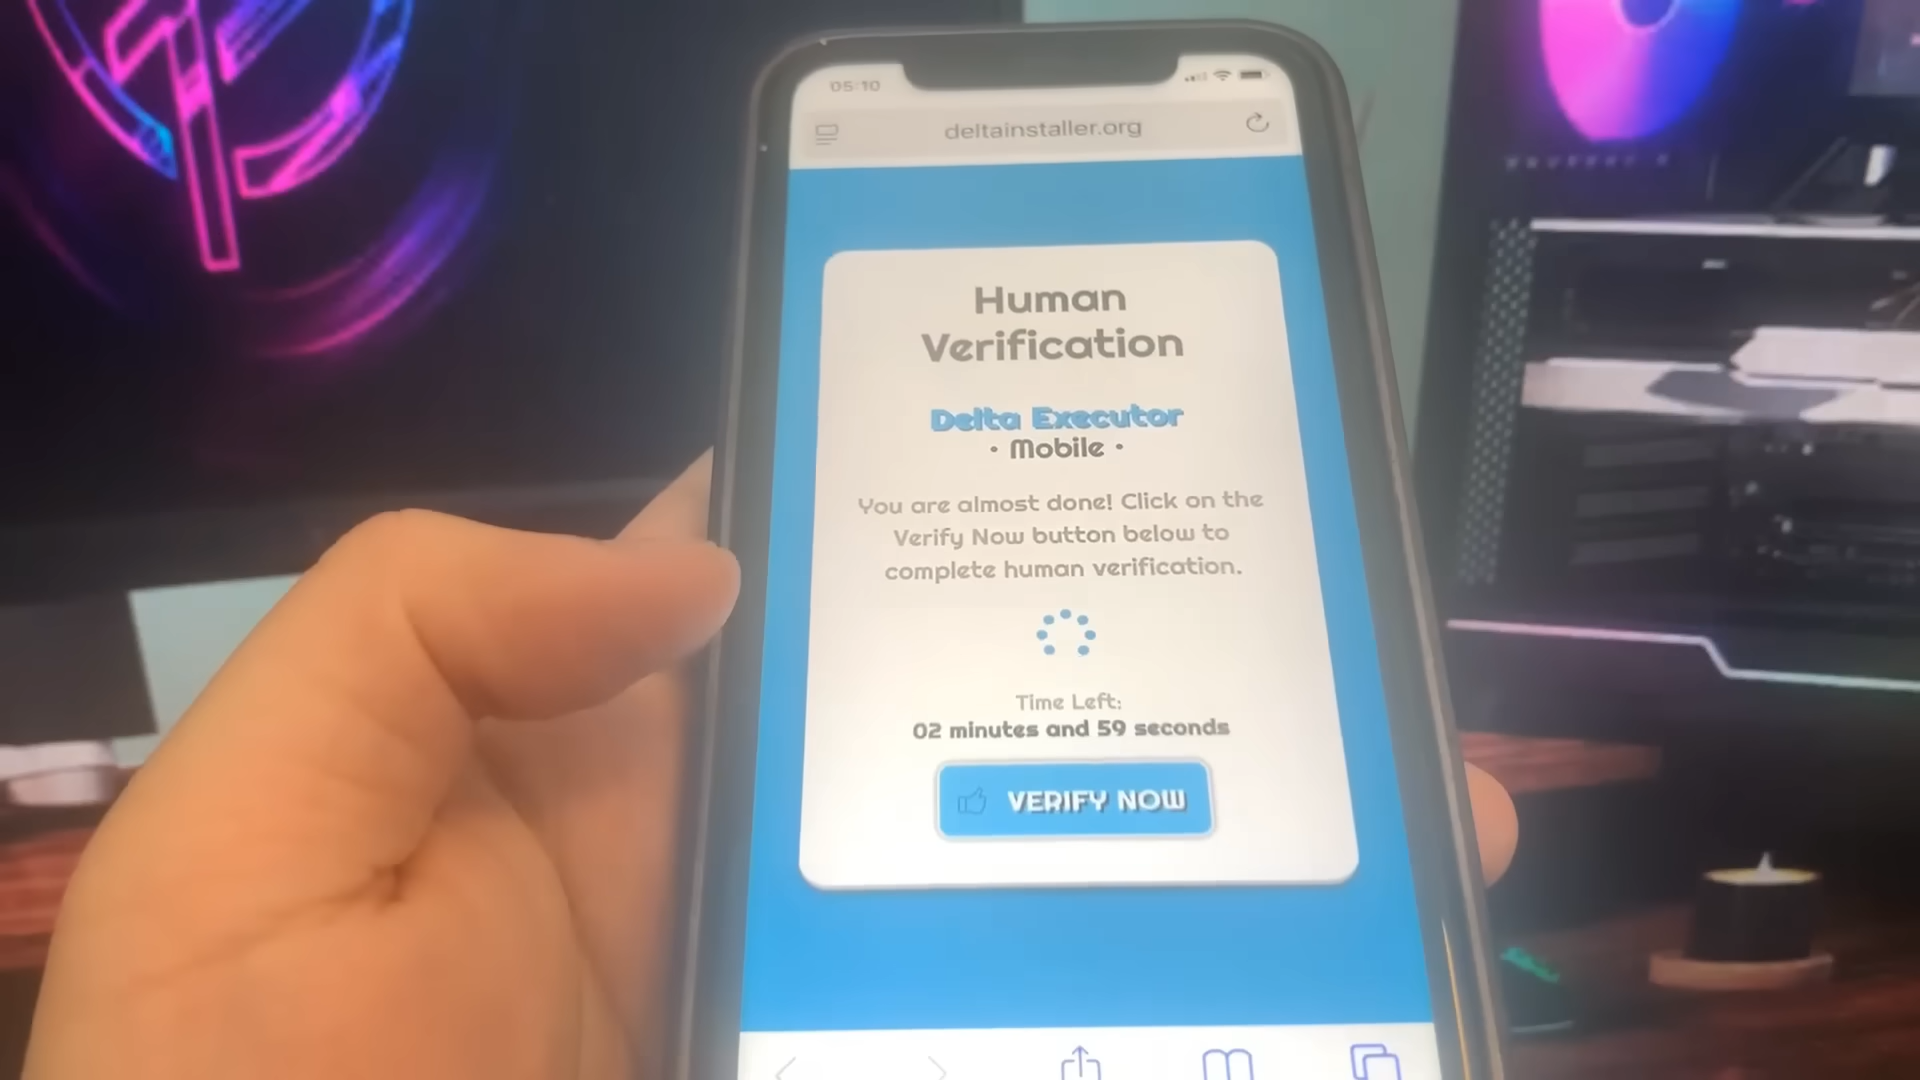 05:10
deltainstaller.org
Human
Verification
Delta Executor
• Mobile •
You are almost done! Click on the
Verify Now button below to
complete human verification.
Time Left:
02 minutes and 59 seconds
VERIFY NOW